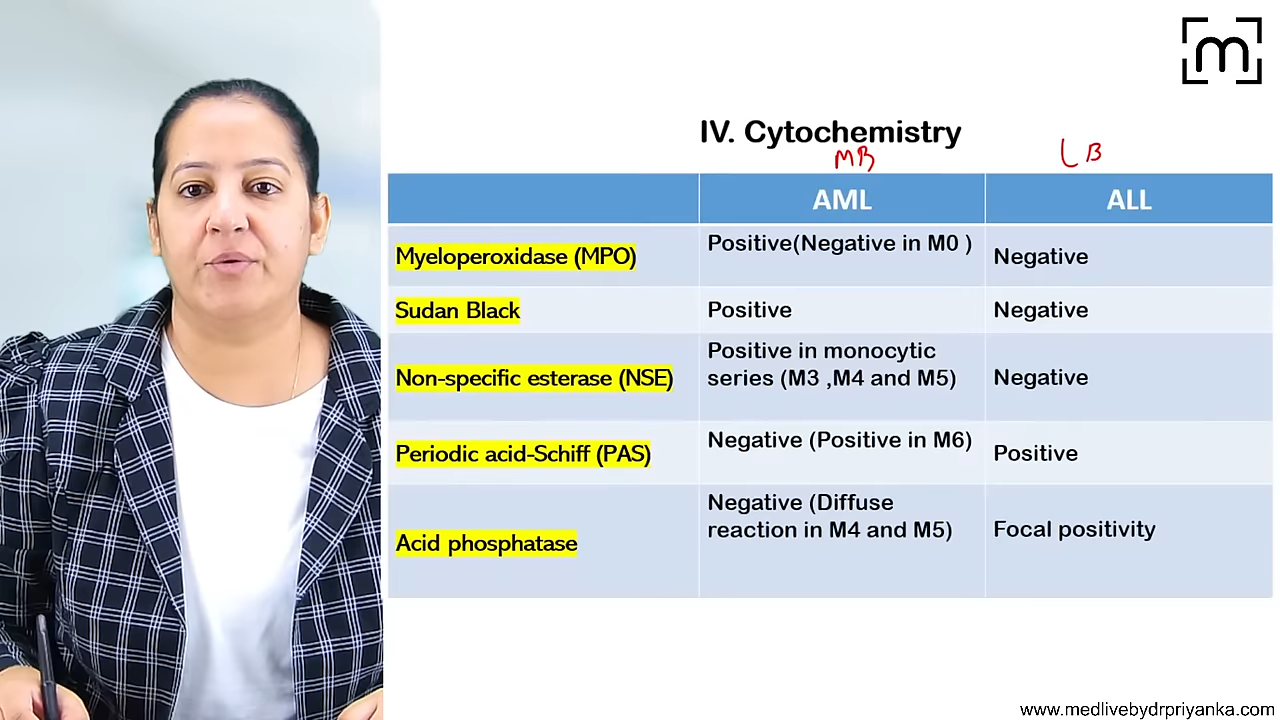 m
IV. Cytochemistry
MB
LB
AML
ALL
Myeloperoxidase (MPO)
Positive(Negative in M0 )
Negative
Sudan Black
Positive
Negative
Non-specific esterase (NSE)
Positive in monocytic
series (M3 ,M4 and M5)
Negative
Periodic acid-Schiff (PAS)
Negative (Positive in M6)
Positive
Acid phosphatase
Negative (Diffuse
reaction in M4 and M5)
Focal positivity
www.medlivebydrpriyanka.com